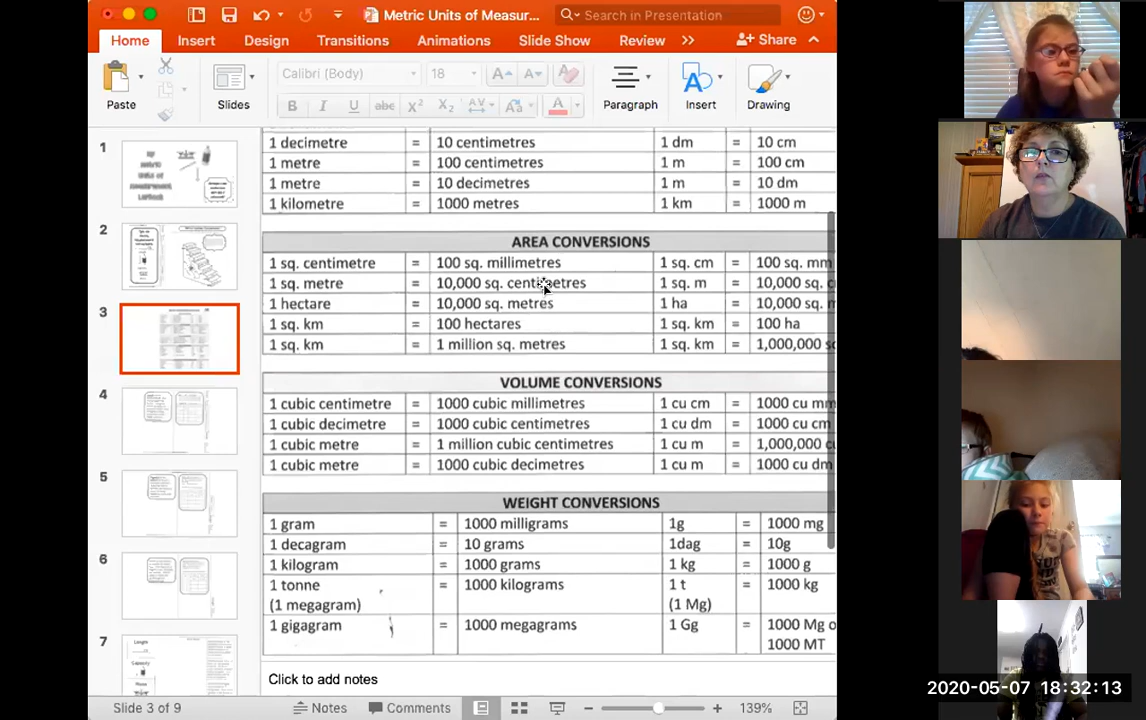 Metric Units of Measur...
Search in Presentation
Home Insert Design Transitions Animations Slide Show Review Share
Paste Slides Calibri (Body) 18 Paragraph Insert Drawing
B I U abc X² X₂ AV Aa A
1 decimetre = 10 centimetres 1 dm = 10 cm
1 metre = 100 centimetres 1 m = 100 cm
1 metre = 10 decimetres 1 m = 10 dm
1 kilometre = 1000 metres 1 km = 1000 m
AREA CONVERSIONS
1 sq. centimetre = 100 sq. millimetres 1 sq. cm = 100 sq. mm
1 sq. metre = 10,000 sq. centimetres 1 sq. m = 10,000 sq. c
1 hectare = 10,000 sq. metres 1 ha = 10,000 sq. m
1 sq. km = 100 hectares 1 sq. km = 100 ha
1 sq. km = 1 million sq. metres 1 sq. km = 1,000,000 s
VOLUME CONVERSIONS
1 cubic centimetre = 1000 cubic millimetres 1 cu cm = 1000 cu mm
1 cubic decimetre = 1000 cubic centimetres 1 cu dm = 1000 cu cm
1 cubic metre = 1 million cubic centimetres 1 cu m = 1,000,000 c
1 cubic metre = 1000 cubic decimetres 1 cu m = 1000 cu dm
WEIGHT CONVERSIONS
1 gram = 1000 milligrams 1g = 1000 mg
1 decagram = 10 grams 1dag = 10g
1 kilogram = 1000 grams 1 kg = 1000 g
1 tonne = 1000 kilograms 1 t = 1000 kg
(1 megagram) (1 Mg)
1 gigagram = 1000 megagrams 1 Gg = 1000 Mg o
1000 MT
1
2
3
4
5
6
7
Length
Capacity
Click to add notes
Slide 3 of 9 Notes Comments 139%
2020-05-07 18:32:13